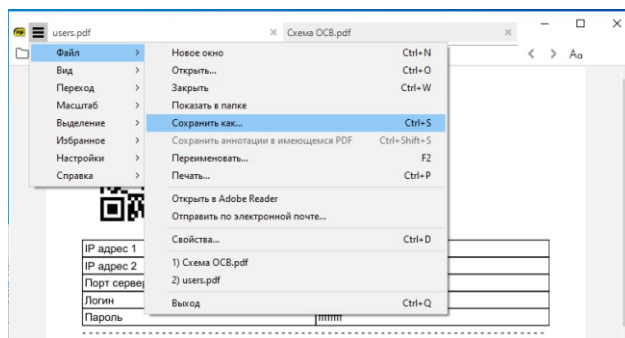 users.pdf
Схема ОСВ.pdf
Файл
Вид
Переход
Масштаб
Выделение
Избранное
Настройки
Справка
Новое окно Ctrl+N
Открыть... Ctrl+O
Закрыть Ctrl+W
Показать в папке
Сохранить как... Ctrl+S
Сохранить аннотации в имеющемся PDF Ctrl+Shift+S
Переименовать... F2
Печать... Ctrl+P
Открыть в Adobe Reader
Отправить по электронной почте...
Свойства... Ctrl+D
1) Схема ОСВ.pdf
2) users.pdf
Выход Ctrl+Q
Aa
IP адрес 1
IP адрес 2
Порт
Логин
Пароль